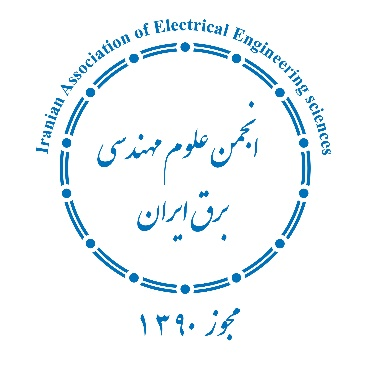 Iranian Association of Electrical Engineering sciences
انجمن علوم مهندسی
برق ایران
مجوز ۱۳۹۰